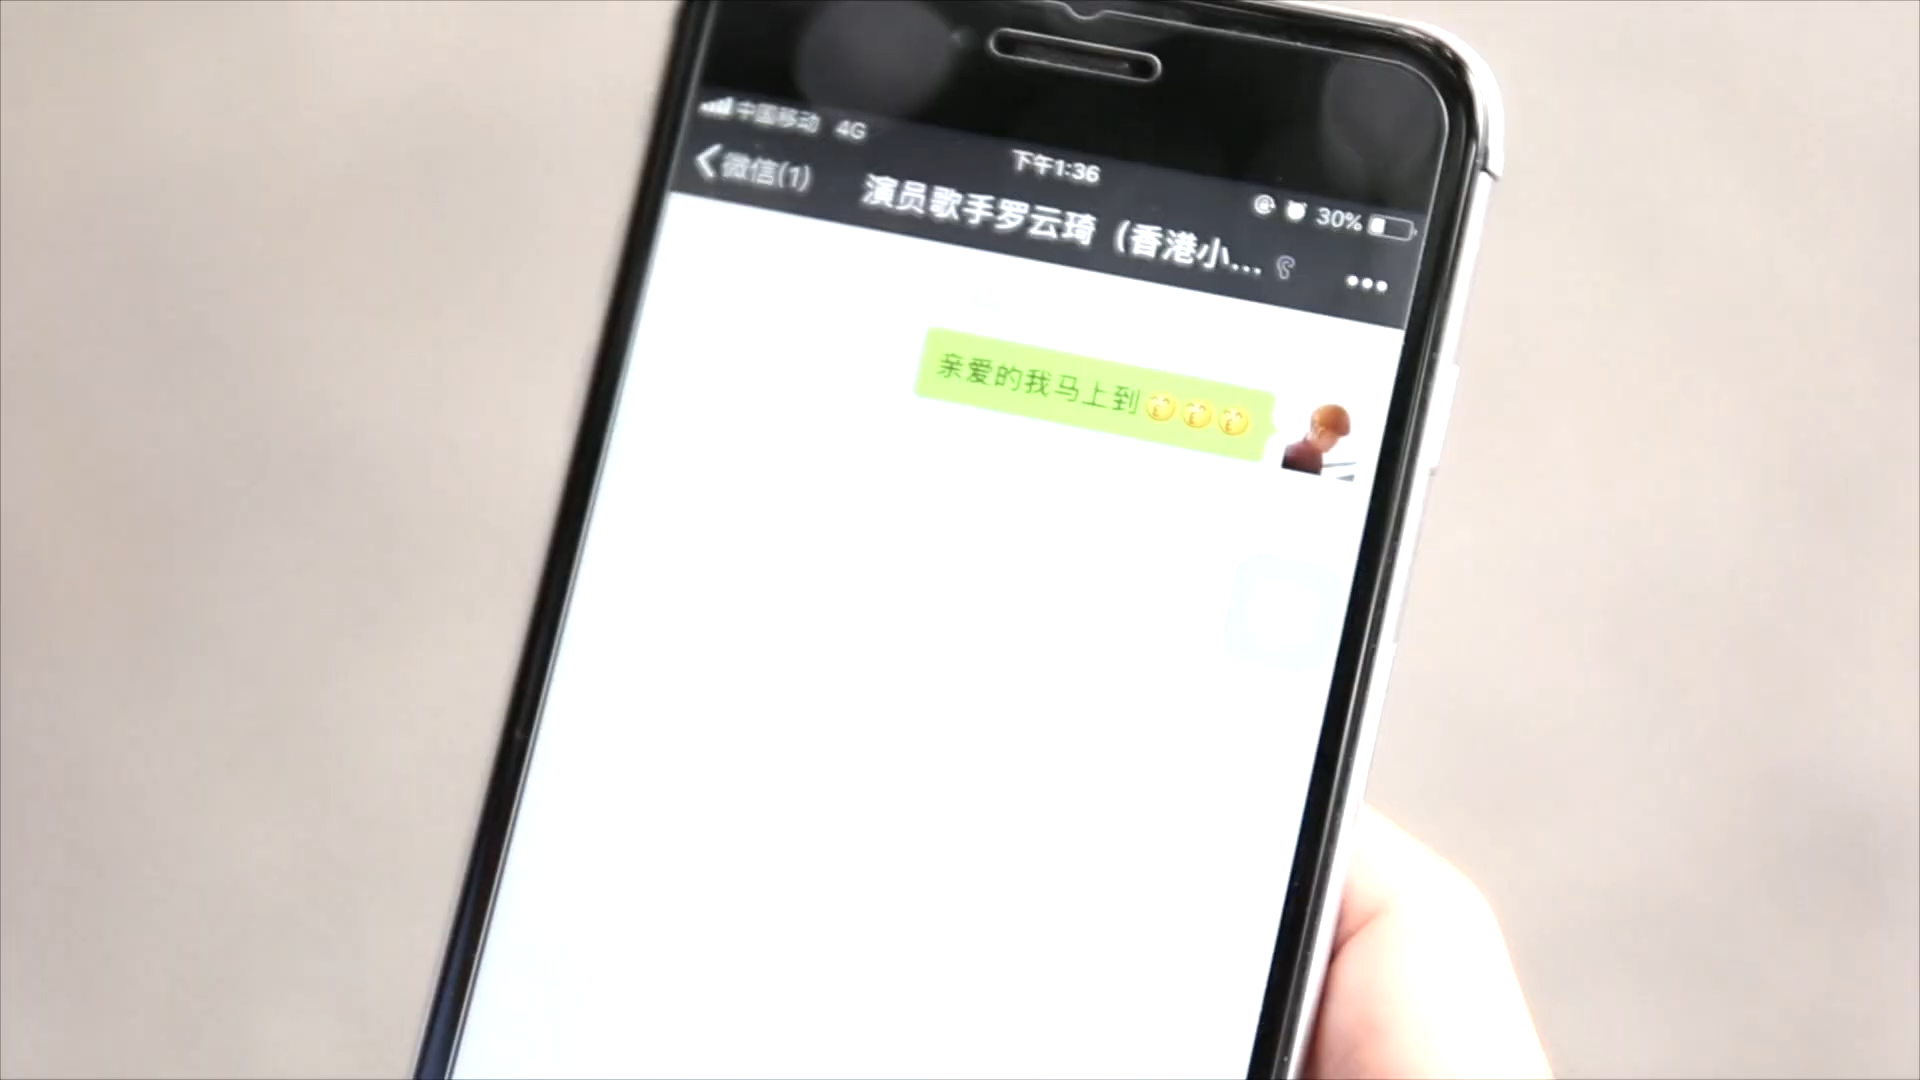 中国移动 4G
下午1:36
30%
微信(1)
演员歌手罗云琦（香港小...
亲爱的我马上到